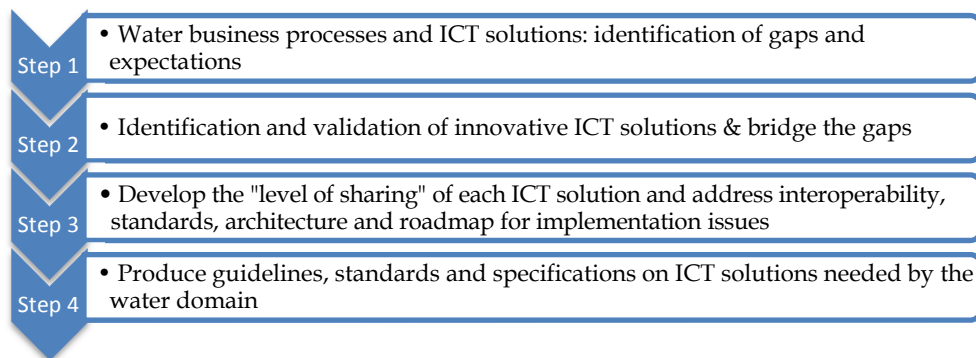 Step 1
• Water business processes and ICT solutions: identification of gaps and
expectations
Step 2
• Identification and validation of innovative ICT solutions & bridge the gaps
Step 3
• Develop the "level of sharing" of each ICT solution and address interoperability,
standards, architecture and roadmap for implementation issues
Step 4
• Produce guidelines, standards and specifications on ICT solutions needed by the
water domain